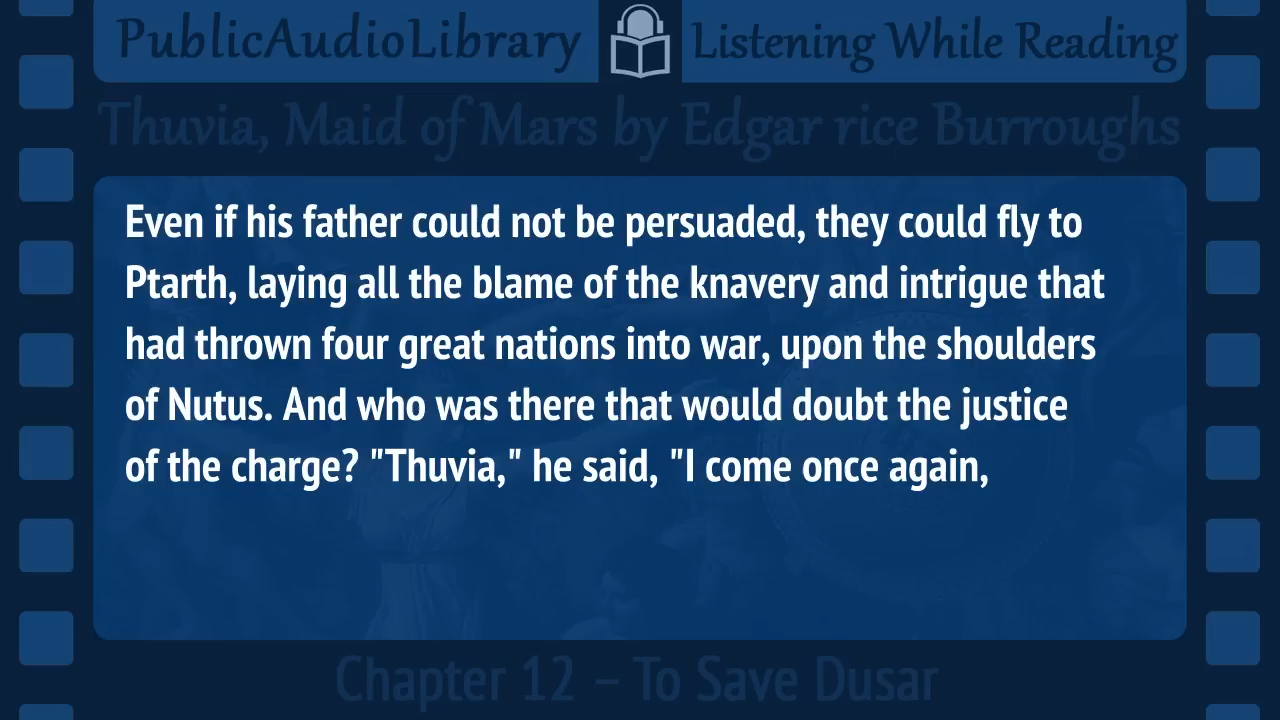 PublicAudioLibrary Listening While Reading
Thuvia, Maid of Mars by Edgar rice Burroughs
Even if his father could not be persuaded, they could fly to
Ptarth, laying all the blame of the knavery and intrigue that
had thrown four great nations into war, upon the shoulders
of Nutus. And who was there that would doubt the justice
of the charge? "Thuvia," he said, "I come once again,
Chapter 12 – To Save Dusar